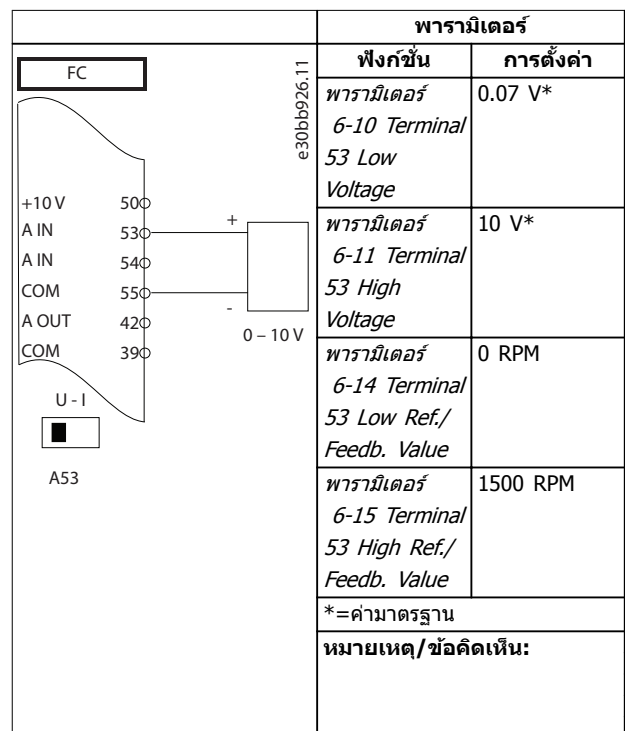 พารามิเตอร์
ฟังก์ชั่น การตั้งค่า
พารามิเตอร์ 0.07 V*
6-10 Terminal
53 Low
Voltage
พารามิเตอร์ 10 V*
6-11 Terminal
53 High
Voltage
พารามิเตอร์ 0 RPM
6-14 Terminal
53 Low Ref./
Feedb. Value
พารามิเตอร์ 1500 RPM
6-15 Terminal
53 High Ref./
Feedb. Value
*=ค่ามาตรฐาน
หมายเหตุ/ข้อคิดเห็น:
FC
e30bb926.11
+10 V 50
A IN 53
A IN 54
COM 55
A OUT 42
COM 39
+
-
0 – 10 V
U - I
A53